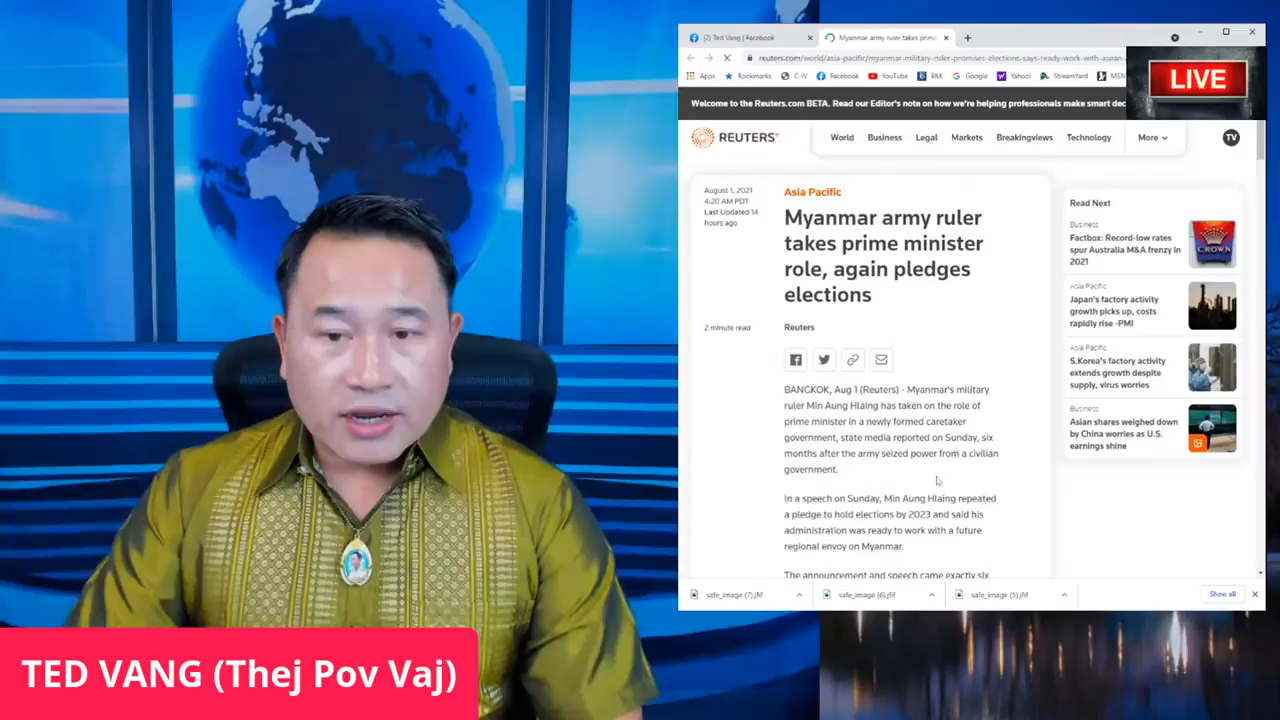 (2) Ted Vang | Facebook
Myanmar army ruler takes prime
reuters.com/world/asia-pacific/myanmar-military-ruler-promises-elections-says-ready-work-with-asean-
Apps Bookmarks C-IV Facebook YouTube BKK Google Yahoo! StreamYard MSN
LIVE
Welcome to the Reuters.com BETA. Read our Editor's note on how we're helping professionals make smart dec
REUTERS
World Business Legal Markets Breakingviews Technology More
TV
August 1, 2021
4:20 AM PDT
Last Updated 14
hours ago
Asia Pacific
Myanmar army ruler
takes prime minister
role, again pledges
elections
2 minute read
Reuters
BANGKOK, Aug 1 (Reuters) - Myanmar's military
ruler Min Aung Hlaing has taken on the role of
prime minister in a newly formed caretaker
government, state media reported on Sunday, six
months after the army seized power from a civilian
government.
In a speech on Sunday, Min Aung Hlaing repeated
a pledge to hold elections by 2023 and said his
administration was ready to work with a future
regional envoy on Myanmar.
The announcement and speech came exactly six
Read Next
Business
Factbox: Record-low rates
spur Australia M&A frenzy in
2021
CROWN
Asia Pacific
Japan's factory activity
growth picks up, costs
rapidly rise -PMI
Asia Pacific
S.Korea's factory activity
extends growth despite
supply, virus worries
Business
Asian shares weighed down
by China worries as U.S.
earnings shine
safe_image (7).jfif
safe_image (6).jfif
safe_image (5).jfif
Show all
TED VANG (Thej Pov Vaj)